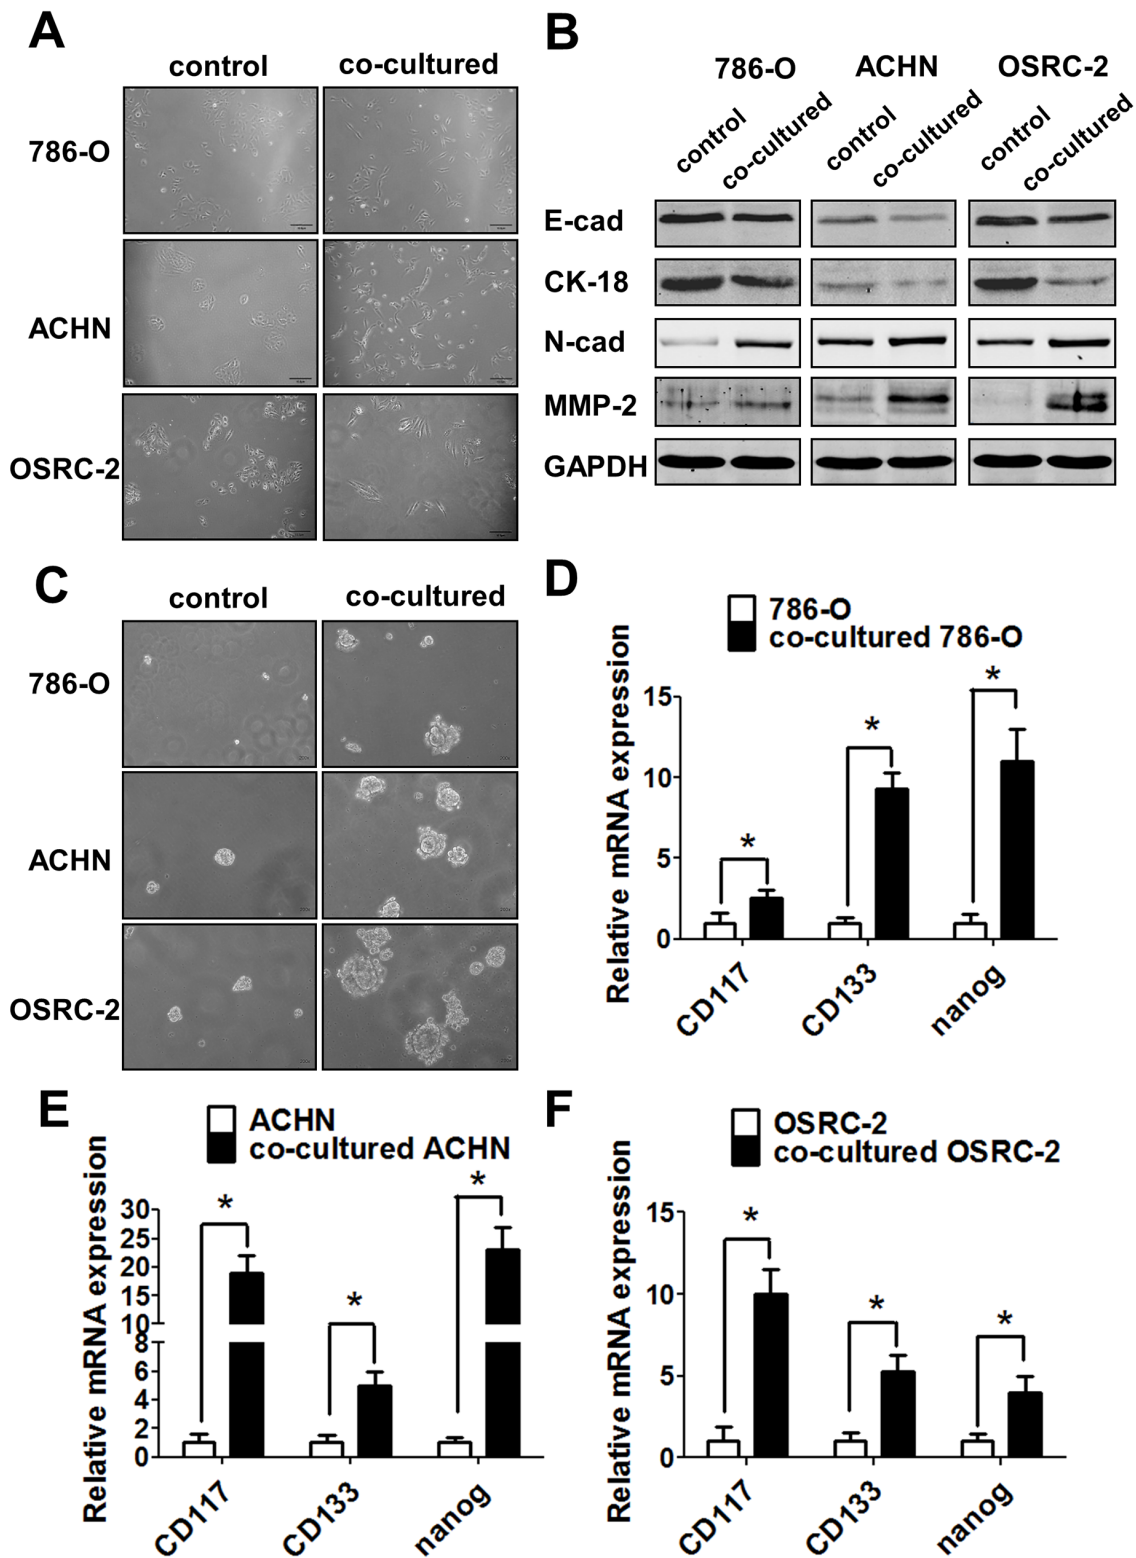 A
control
co-cultured
786-O
ACHN
OSRC-2
B
786-O
ACHN
OSRC-2
control
co-cultured
control
co-cultured
control
co-cultured
E-cad
CK-18
N-cad
MMP-2
GAPDH
C
control
co-cultured
786-O
ACHN
OSRC-2
D
786-O
co-cultured 786-O
Relative mRNA expression
15
10
5
0
*
*
*
CD117
CD133
nanog
E
ACHN
co-cultured ACHN
Relative mRNA expression
30
25
20
15
10
8
6
4
2
0
*
*
*
CD117
CD133
nanog
F
OSRC-2
co-cultured OSRC-2
Relative mRNA expression
15
10
5
0
*
*
*
CD117
CD133
nanog